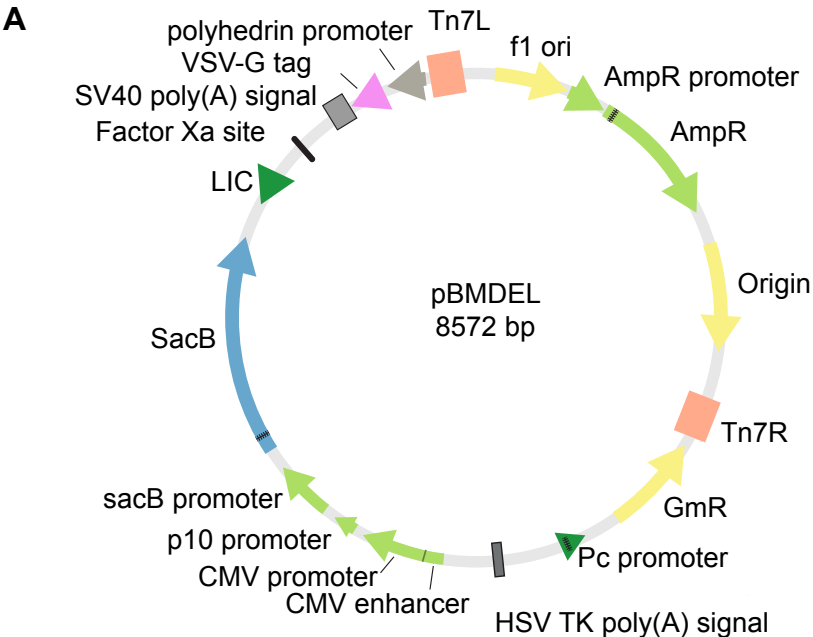 A
Tn7L
polyhedrin promoter
f1 ori
VSV-G tag
AmpR promoter
SV40 poly(A) signal
Factor Xa site
AmpR
LIC
Origin
pBMDEL
8572 bp
SacB
Tn7R
sacB promoter
GmR
p10 promoter
Pc promoter
CMV promoter
CMV enhancer
HSV TK poly(A) signal